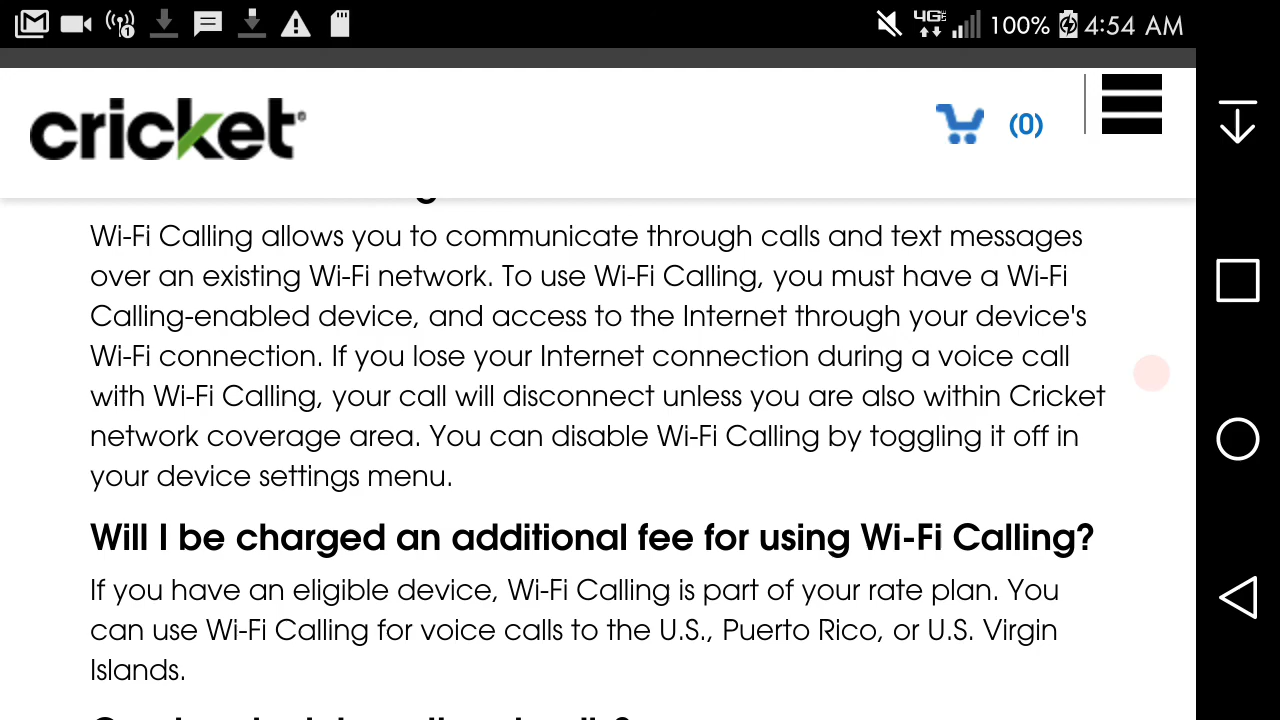 4G LTE 100% 4:54 AM
cricket
(0)
Wi-Fi Calling allows you to communicate through calls and text messages
over an existing Wi-Fi network. To use Wi-Fi Calling, you must have a Wi-Fi
Calling-enabled device, and access to the Internet through your device's
Wi-Fi connection. If you lose your Internet connection during a voice call
with Wi-Fi Calling, your call will disconnect unless you are also within Cricket
network coverage area. You can disable Wi-Fi Calling by toggling it off in
your device settings menu.
Will I be charged an additional fee for using Wi-Fi Calling?
If you have an eligible device, Wi-Fi Calling is part of your rate plan. You
can use Wi-Fi Calling for voice calls to the U.S., Puerto Rico, or U.S. Virgin
Islands.